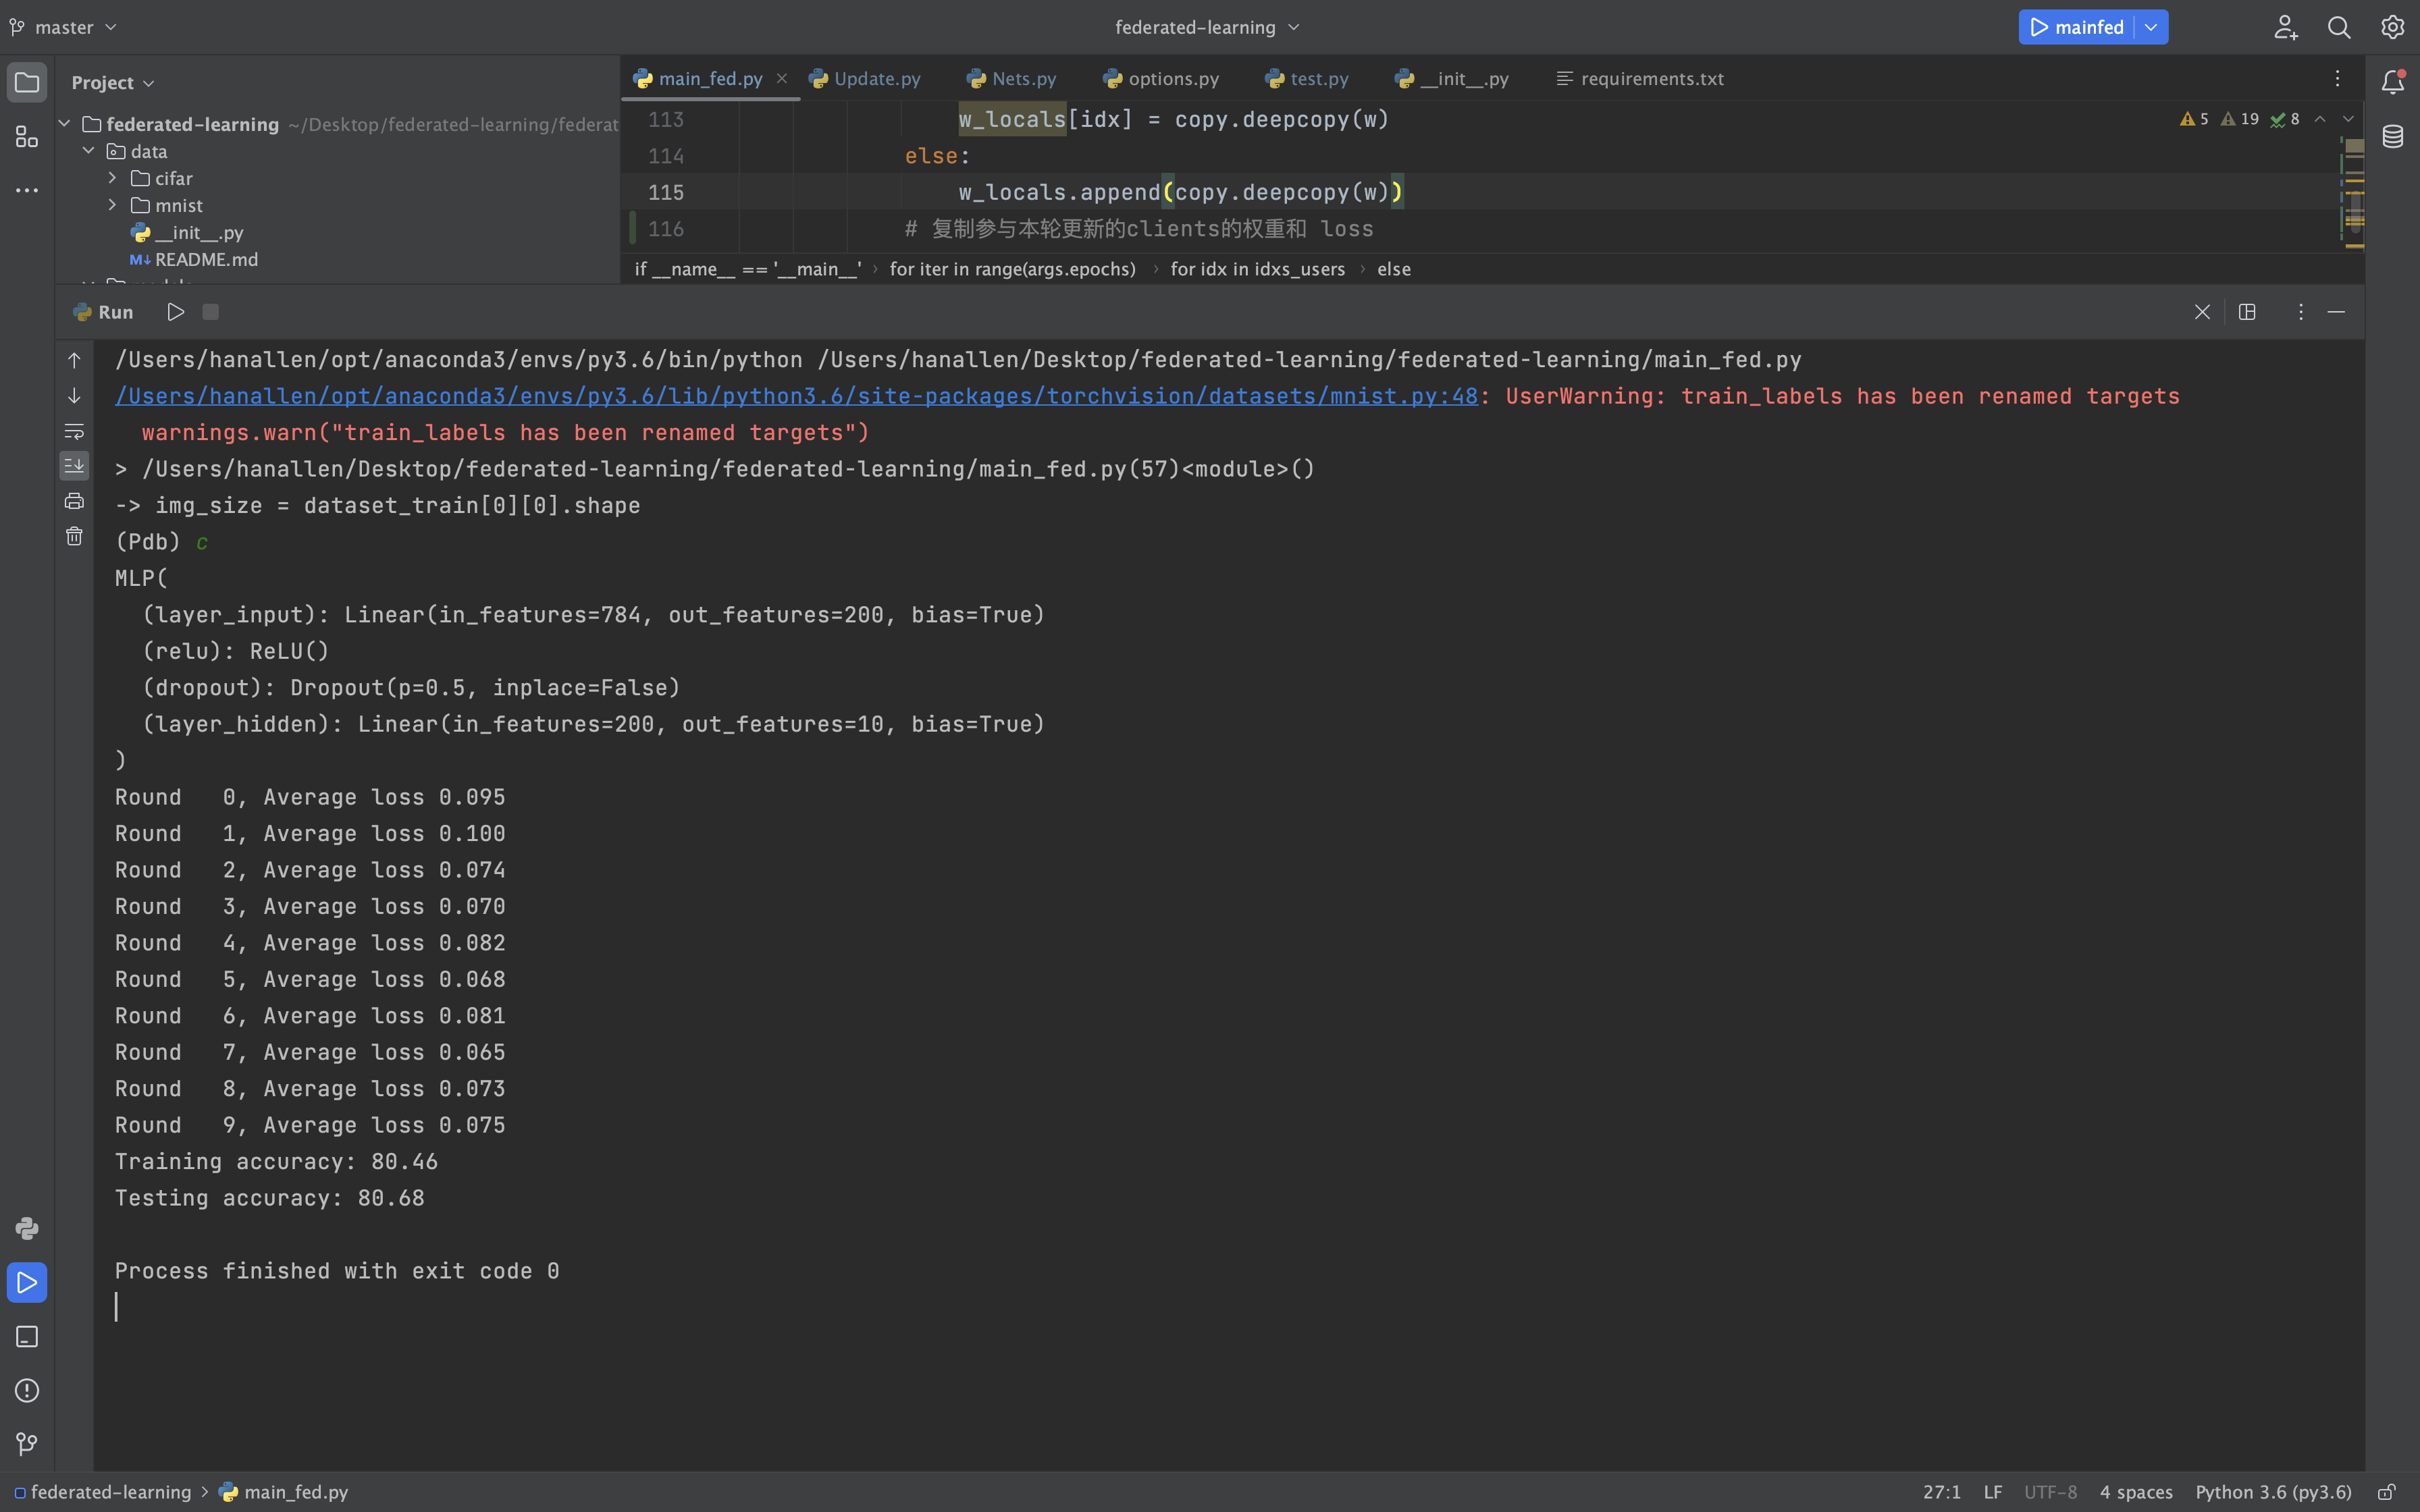 master
federated-learning
mainfed
Project
main_fed.py
Update.py
Nets.py
options.py
test.py
__init__.py
requirements.txt
federated-learning ~/Desktop/federated-learning/federat
data
cifar
mnist
__init__.py
README.md
113 w_locals[idx] = copy.deepcopy(w)
114 else:
115 w_locals.append(copy.deepcopy(w))
116 # 复制参与本轮更新的clients的权重和 loss
5 19 8
if __name__ == '__main__' › for iter in range(args.epochs) › for idx in idxs_users › else
Run
/Users/hanallen/opt/anaconda3/envs/py3.6/bin/python /Users/hanallen/Desktop/federated-learning/federated-learning/main_fed.py
/Users/hanallen/opt/anaconda3/envs/py3.6/lib/python3.6/site-packages/torchvision/datasets/mnist.py:48: UserWarning: train_labels has been renamed targets
warnings.warn("train_labels has been renamed targets")
> /Users/hanallen/Desktop/federated-learning/federated-learning/main_fed.py(57)<module>()
-> img_size = dataset_train[0][0].shape
(Pdb) c
MLP(
(layer_input): Linear(in_features=784, out_features=200, bias=True)
(relu): ReLU()
(dropout): Dropout(p=0.5, inplace=False)
(layer_hidden): Linear(in_features=200, out_features=10, bias=True)
)
Round   0, Average loss 0.095
Round   1, Average loss 0.100
Round   2, Average loss 0.074
Round   3, Average loss 0.070
Round   4, Average loss 0.082
Round   5, Average loss 0.068
Round   6, Average loss 0.081
Round   7, Average loss 0.065
Round   8, Average loss 0.073
Round   9, Average loss 0.075
Training accuracy: 80.46
Testing accuracy: 80.68
Process finished with exit code 0
federated-learning › main_fed.py
27:1 LF UTF-8 4 spaces Python 3.6 (py3.6)